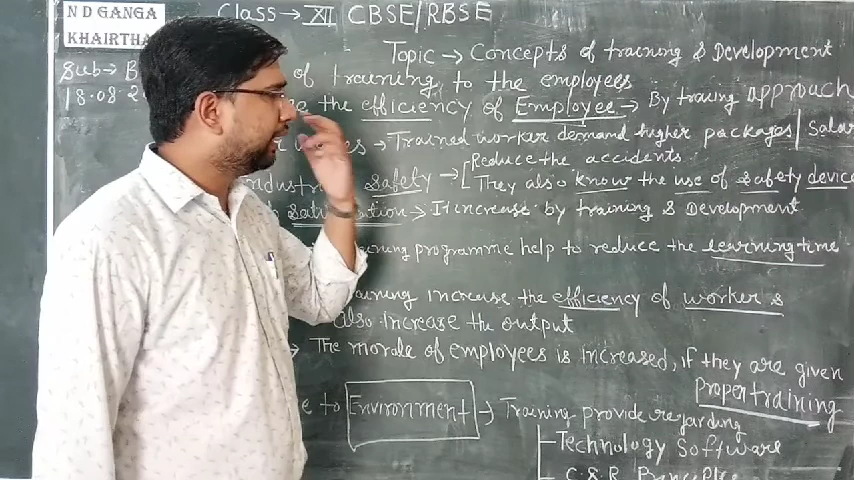 N D GANGA
KHAIRTHA
Class → XII CBSE/RBSE
Sub → B
18.08.2
Topic → Concepts of training & Development
of training to the employees
the efficiency of Employee → By tracing approach
→ Trained worker demand higher packages | Salar
safety → Reduce the accidents.
They also know the use of safety device
→ It increase by training & Development
programme help to reduce the learning time
increase the efficiency of worker s
also increase the output
The morale of employees is increased, if they are given
Proper training
to Environment → Training provide regarding
Technology Software
C.S.R Principles